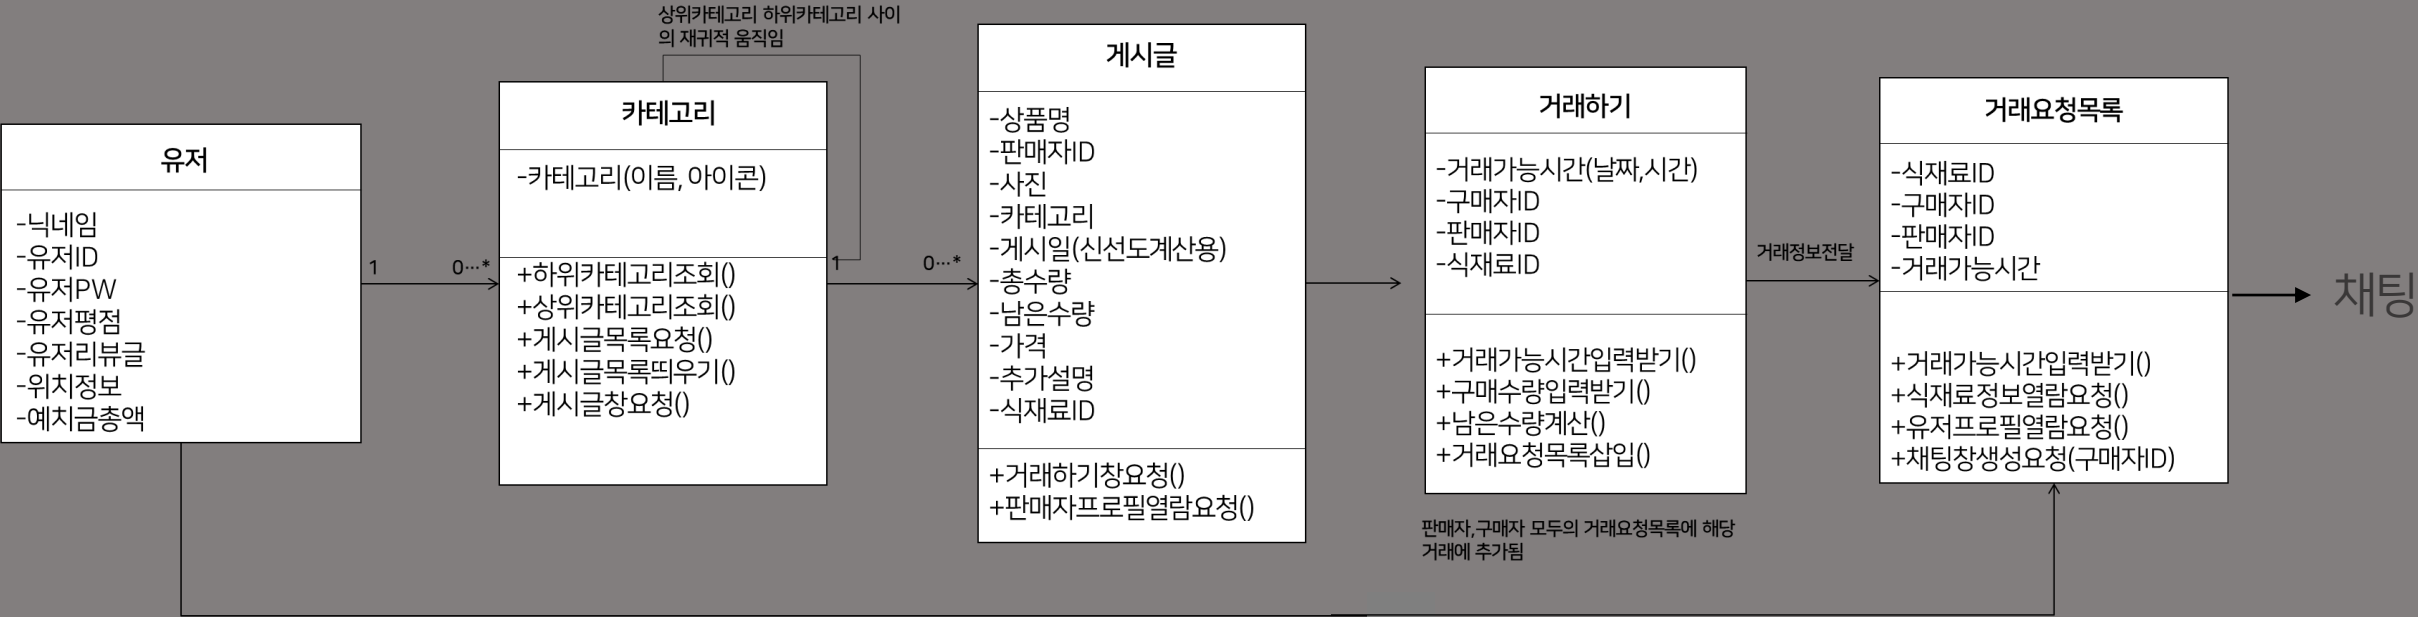 상위카테고리 하위카테고리 사이
의 재귀적 움직임
유저
-닉네임
-유저ID
-유저PW
-유저평점
-유저리뷰글
-위치정보
-예치금총액
1
0…*
카테고리
-카테고리(이름, 아이콘)
+하위카테고리조회()
+상위카테고리조회()
+게시글목록요청()
+게시글목록띄우기()
+게시글창요청()
1
0…*
게시글
-상품명
-판매자ID
-사진
-카테고리
-게시일(신선도계산용)
-총수량
-남은수량
-가격
-추가설명
-식재료ID
+거래하기창요청()
+판매자프로필열람요청()
거래하기
-거래가능시간(날짜,시간)
-구매자ID
-판매자ID
-식재료ID
+거래가능시간입력받기()
+구매수량입력받기()
+남은수량계산()
+거래요청목록삽입()
판매자,구매자 모두의 거래요청목록에 해당
거래에 추가됨
거래정보전달
거래요청목록
-식재료ID
-구매자ID
-판매자ID
-거래가능시간
+거래가능시간입력받기()
+식재료정보열람요청()
+유저프로필열람요청()
+채팅창생성요청(구매자ID)
채팅